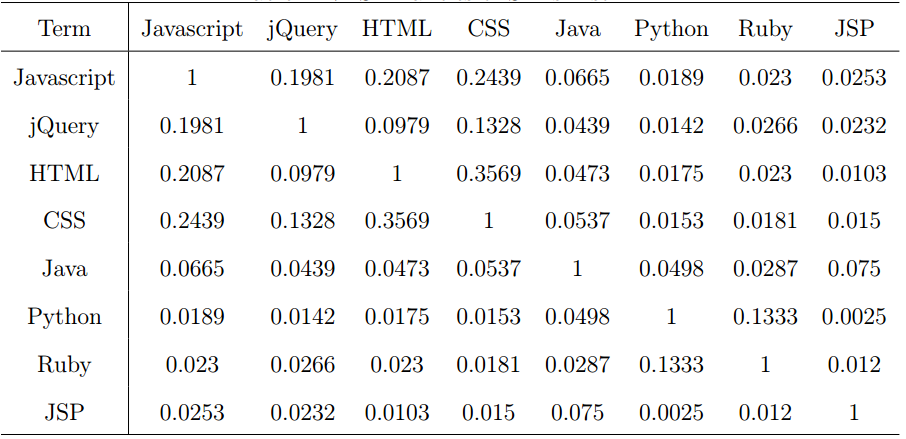 Term Javascript jQuery HTML CSS Java Python Ruby JSP
Javascript 1 0.1981 0.2087 0.2439 0.0665 0.0189 0.023 0.0253
jQuery 0.1981 1 0.0979 0.1328 0.0439 0.0142 0.0266 0.0232
HTML 0.2087 0.0979 1 0.3569 0.0473 0.0175 0.023 0.0103
CSS 0.2439 0.1328 0.3569 1 0.0537 0.0153 0.0181 0.015
Java 0.0665 0.0439 0.0473 0.0537 1 0.0498 0.0287 0.075
Python 0.0189 0.0142 0.0175 0.0153 0.0498 1 0.1333 0.0025
Ruby 0.023 0.0266 0.023 0.0181 0.0287 0.1333 1 0.012
JSP 0.0253 0.0232 0.0103 0.015 0.075 0.0025 0.012 1